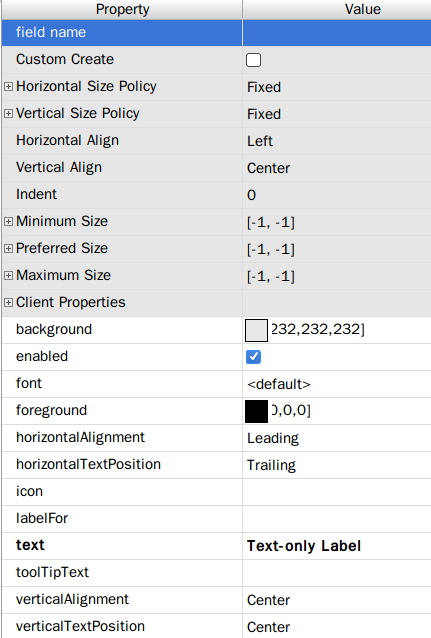 Property Value
field name
Custom Create
Horizontal Size Policy Fixed
Vertical Size Policy Fixed
Horizontal Align Left
Vertical Align Center
Indent 0
Minimum Size [-1, -1]
Preferred Size [-1, -1]
Maximum Size [-1, -1]
Client Properties
background 232,232,232]
enabled
font <default>
foreground 0,0,0]
horizontalAlignment Leading
horizontalTextPosition Trailing
icon
labelFor
text Text-only Label
toolTipText
verticalAlignment Center
verticalTextPosition Center